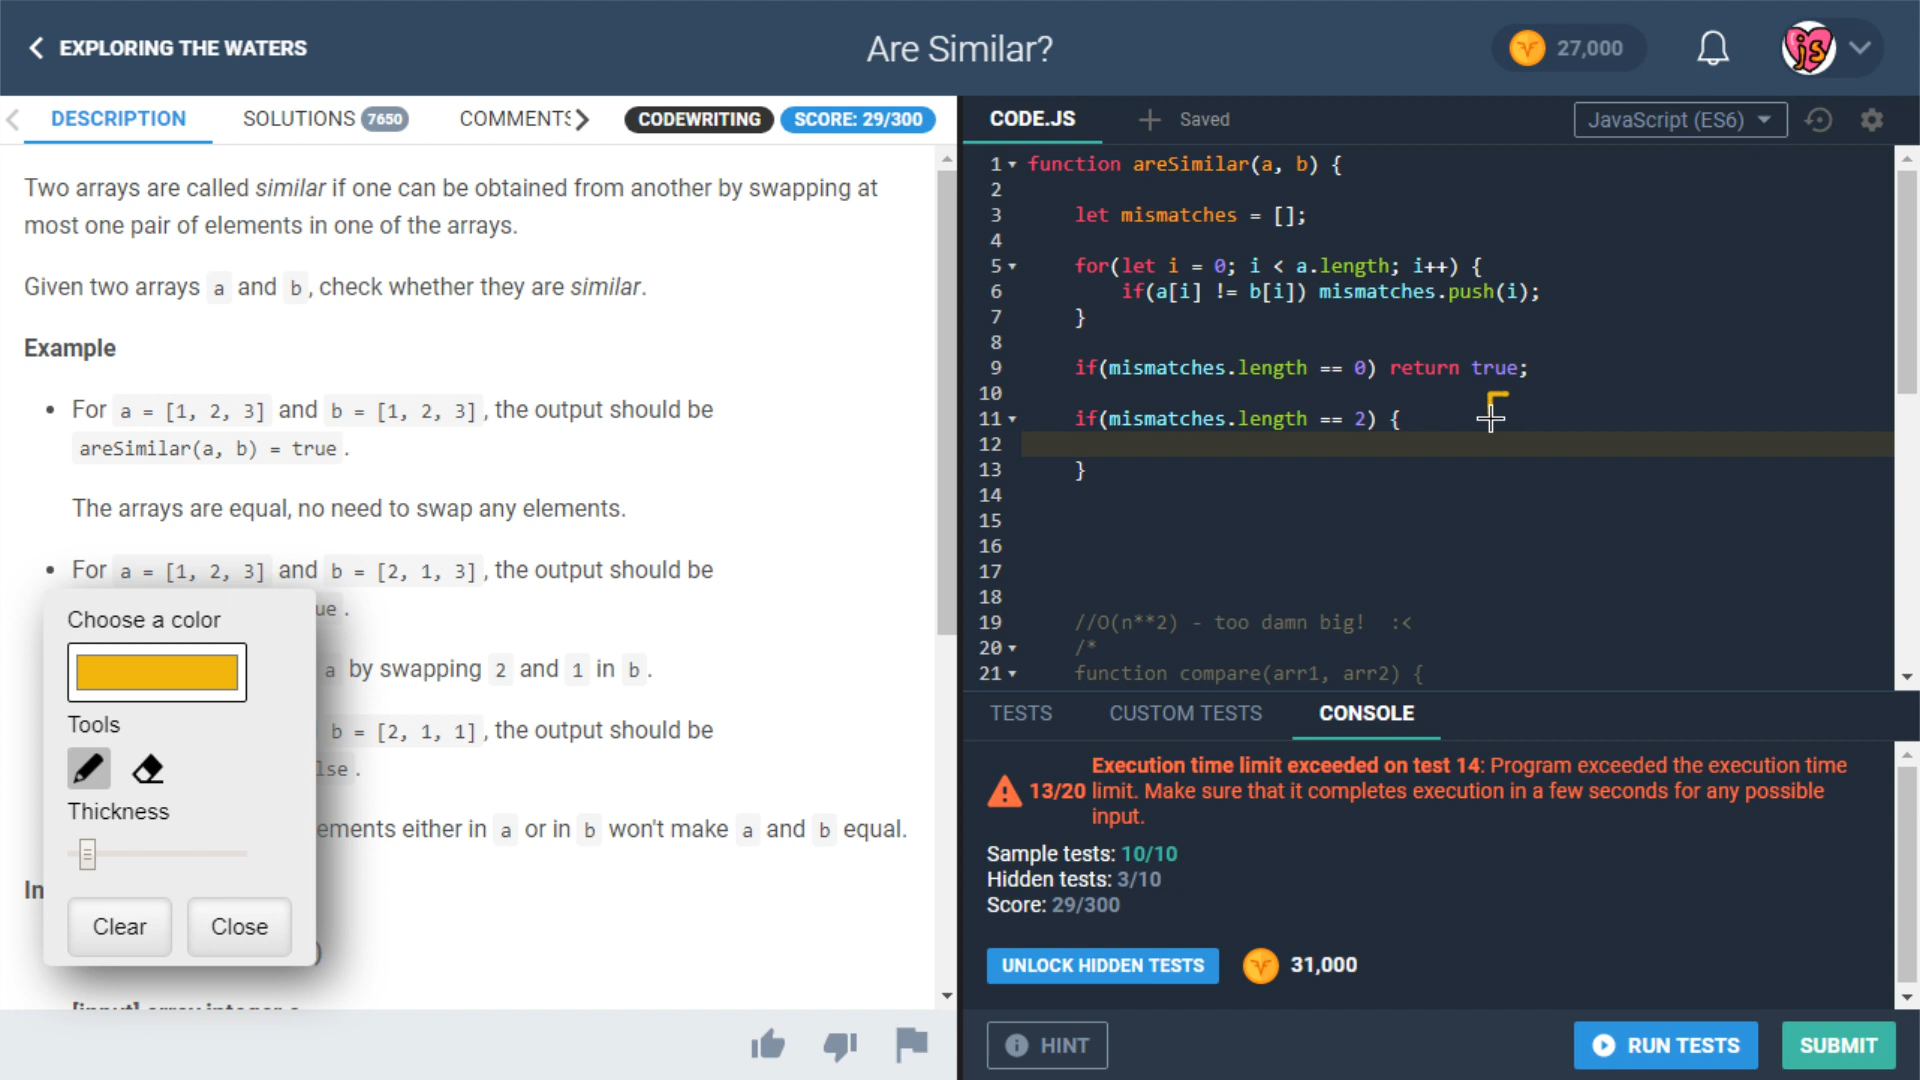 EXPLORING THE WATERS
Are Similar?
27,000
js
DESCRIPTION
SOLUTIONS 7650
COMMENTS
CODEWRITING
SCORE: 29/300
Two arrays are called similar if one can be obtained from another by swapping at
most one pair of elements in one of the arrays.
Given two arrays a and b, check whether they are similar.
Example
• For a = [1, 2, 3] and b = [1, 2, 3], the output should be
areSimilar(a, b) = true.
The arrays are equal, no need to swap any elements.
• For a = [1, 2, 3] and b = [2, 1, 3], the output should be
ue.
a by swapping 2 and 1 in b.
b = [2, 1, 1], the output should be
lse.
ements either in a or in b won't make a and b equal.
In
)
[input] array.integer a
Choose a color
Tools
Thickness
Clear
Close
CODE.JS
Saved
JavaScript (ES6)
1 function areSimilar(a, b) {
2
3 let mismatches = [];
4
5 for(let i = 0; i < a.length; i++) {
6 if(a[i] != b[i]) mismatches.push(i);
7 }
8
9 if(mismatches.length == 0) return true;
10
11 if(mismatches.length == 2) {
12
13 }
14
15
16
17
18
19 //O(n**2) - too damn big! :<
20 /*
21 function compare(arr1, arr2) {
TESTS
CUSTOM TESTS
CONSOLE
13/20 Execution time limit exceeded on test 14: Program exceeded the execution time
limit. Make sure that it completes execution in a few seconds for any possible
input.
Sample tests: 10/10
Hidden tests: 3/10
Score: 29/300
UNLOCK HIDDEN TESTS
31,000
HINT
RUN TESTS
SUBMIT